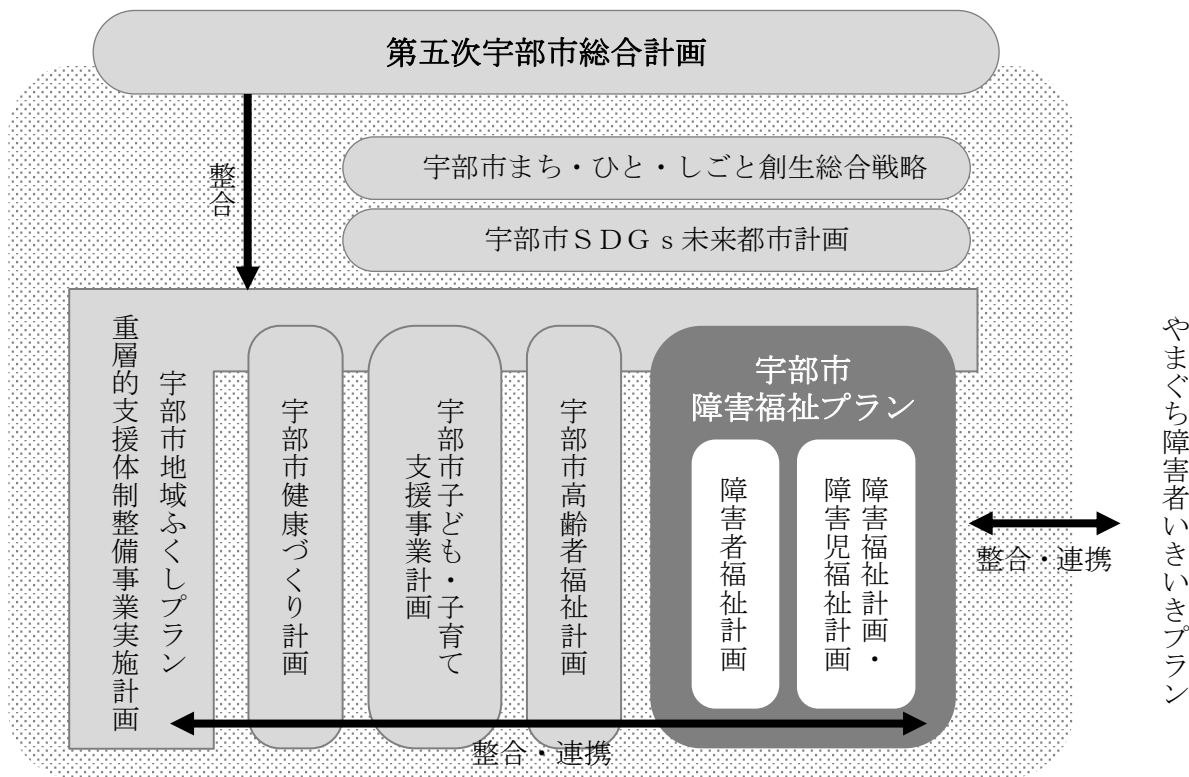 第五次宇部市総合計画
整合
宇部市まち・ひと・しごと創生総合戦略
宇部市ＳＤＧｓ未来都市計画
宇部市地域ふくしプラン
重層的支援体制整備事業実施計画
宇部市健康づくり計画
宇部市子ども・子育て
支援事業計画
宇部市高齢者福祉計画
宇部市
障害福祉プラン
障害者福祉計画
障害福祉計画・
障害児福祉計画
整合・連携
整合・連携
やまぐち障害者いきいきプラン